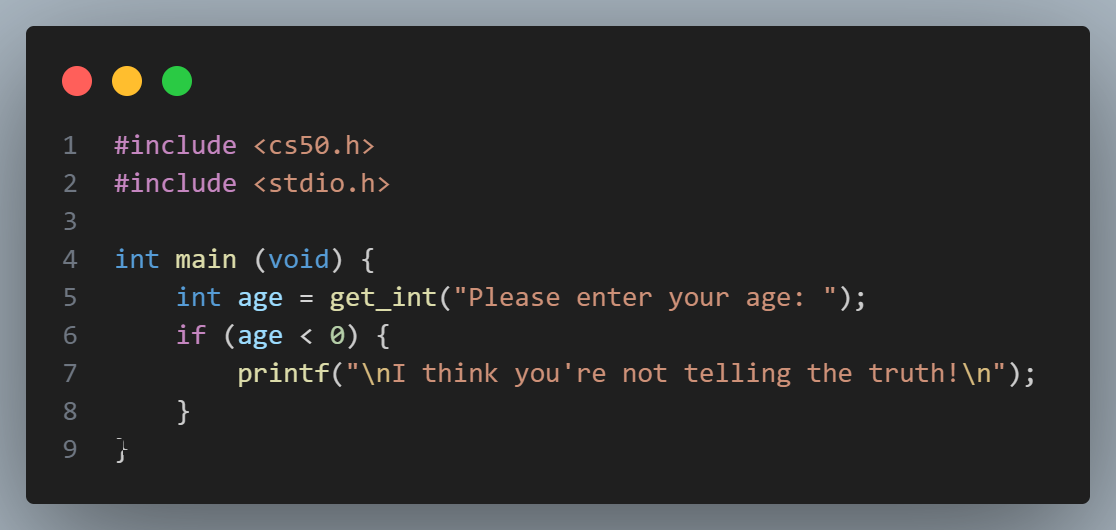 1 #include <cs50.h>
2 #include <stdio.h>
3
4 int main (void) {
5     int age = get_int("Please enter your age: ");
6     if (age < 0) {
7         printf("\nI think you're not telling the truth!\n");
8     }
9 }